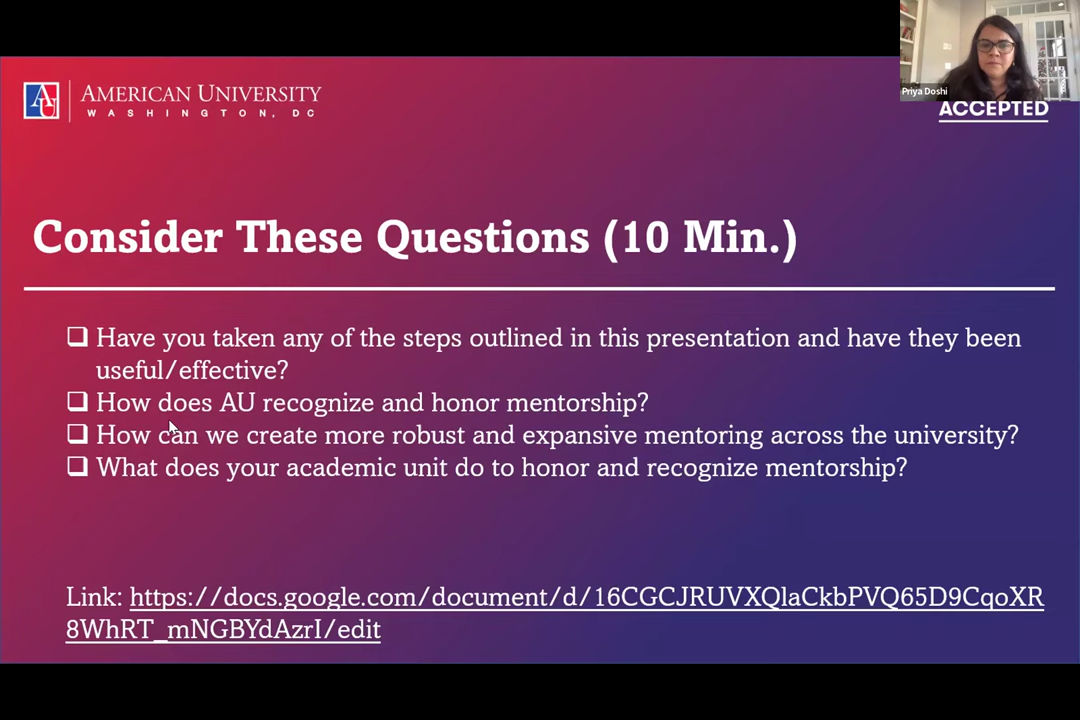 AU AMERICAN UNIVERSITY
WASHINGTON, DC
Priya Doshi
ACCEPTED
Consider These Questions (10 Min.)
Have you taken any of the steps outlined in this presentation and have they been
useful/effective?
How does AU recognize and honor mentorship?
How can we create more robust and expansive mentoring across the university?
What does your academic unit do to honor and recognize mentorship?
Link: https://docs.google.com/document/d/16CGCJRUVXQlaCkbPVQ65D9CqoXR
8WhRT_mNGBYdAzrI/edit